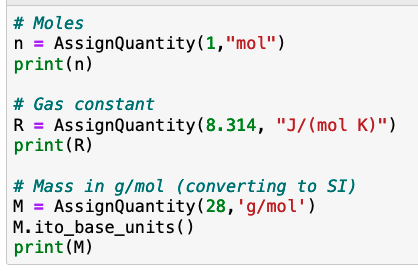 # Moles
n = AssignQuantity(1,"mol")
print(n)
# Gas constant
R = AssignQuantity(8.314, "J/(mol K)")
print(R)
# Mass in g/mol (converting to SI)
M = AssignQuantity(28,'g/mol')
M.ito_base_units()
print(M)